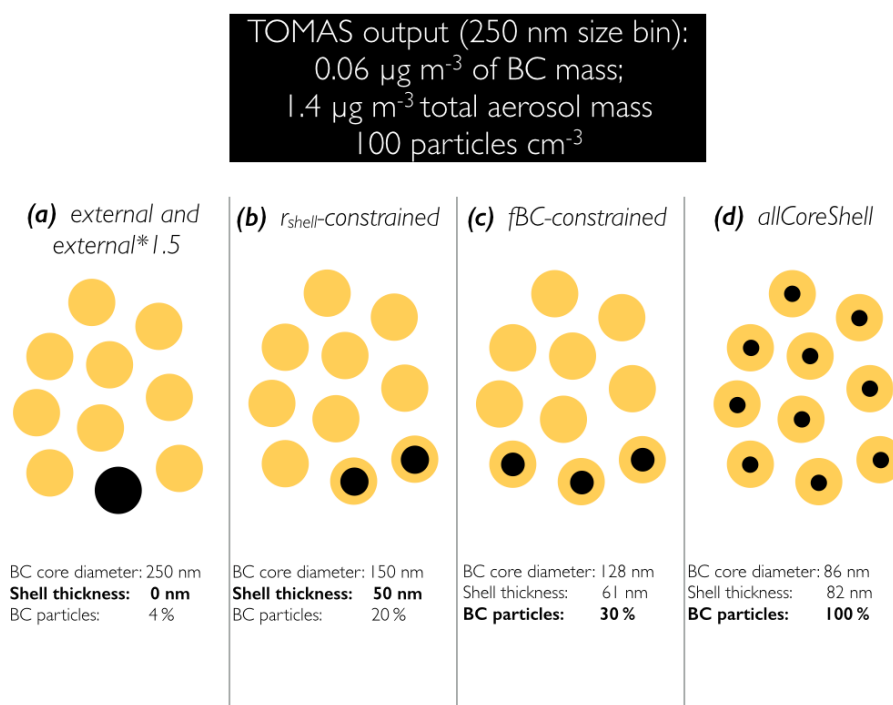 TOMAS output (250 nm size bin):
0.06 µg m⁻³ of BC mass;
1.4 µg m⁻³ total aerosol mass
100 particles cm⁻³
(a) external and
external*1.5
(b) r_shell-constrained
(c) fBC-constrained
(d) allCoreShell
BC core diameter: 250 nm
Shell thickness: 0 nm
BC particles: 4 %
BC core diameter: 150 nm
Shell thickness: 50 nm
BC particles: 20 %
BC core diameter: 128 nm
Shell thickness: 61 nm
BC particles: 30 %
BC core diameter: 86 nm
Shell thickness: 82 nm
BC particles: 100 %